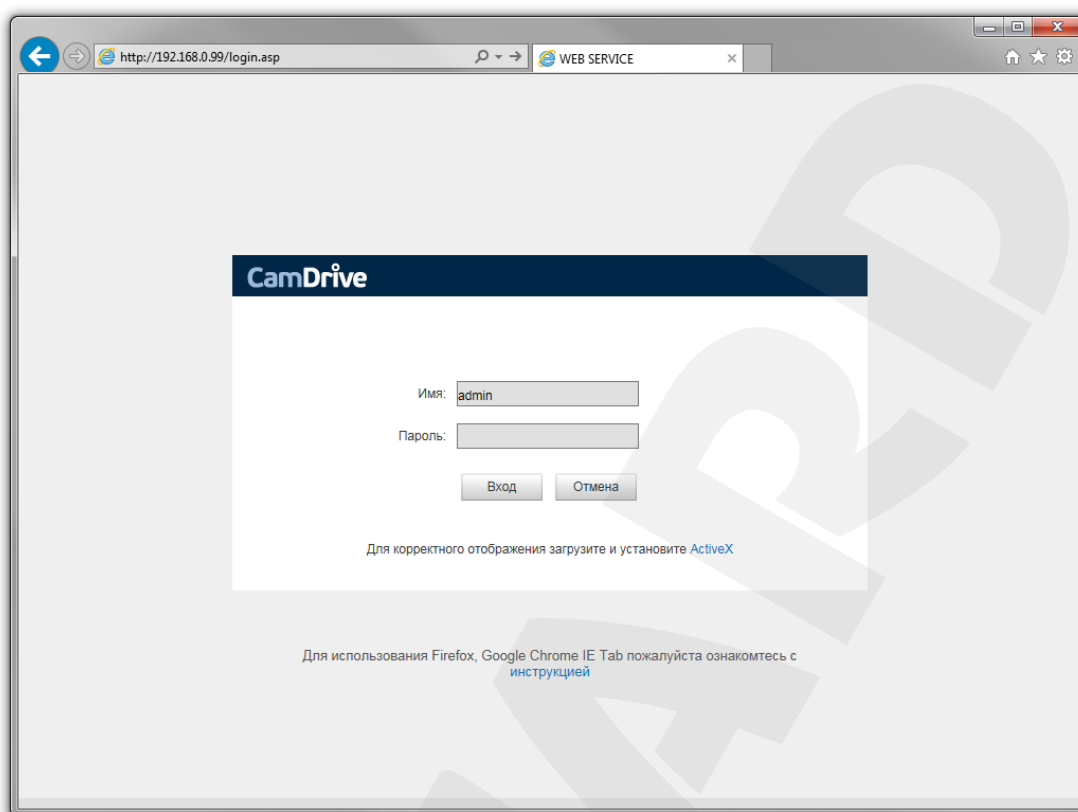 http://192.168.0.99/login.asp
WEB SERVICE
CamDrive
Имя: admin
Пароль:
Вход Отмена
Для корректного отображения загрузите и установите ActiveX
Для использования Firefox, Google Chrome IE Tab пожалуйста ознакомтесь с
инструкцией